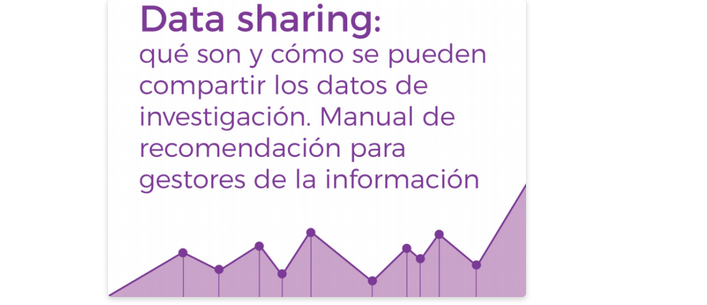 Data sharing:
qué son y cómo se pueden
compartir los datos de
investigación. Manual de
recomendación para
gestores de la información